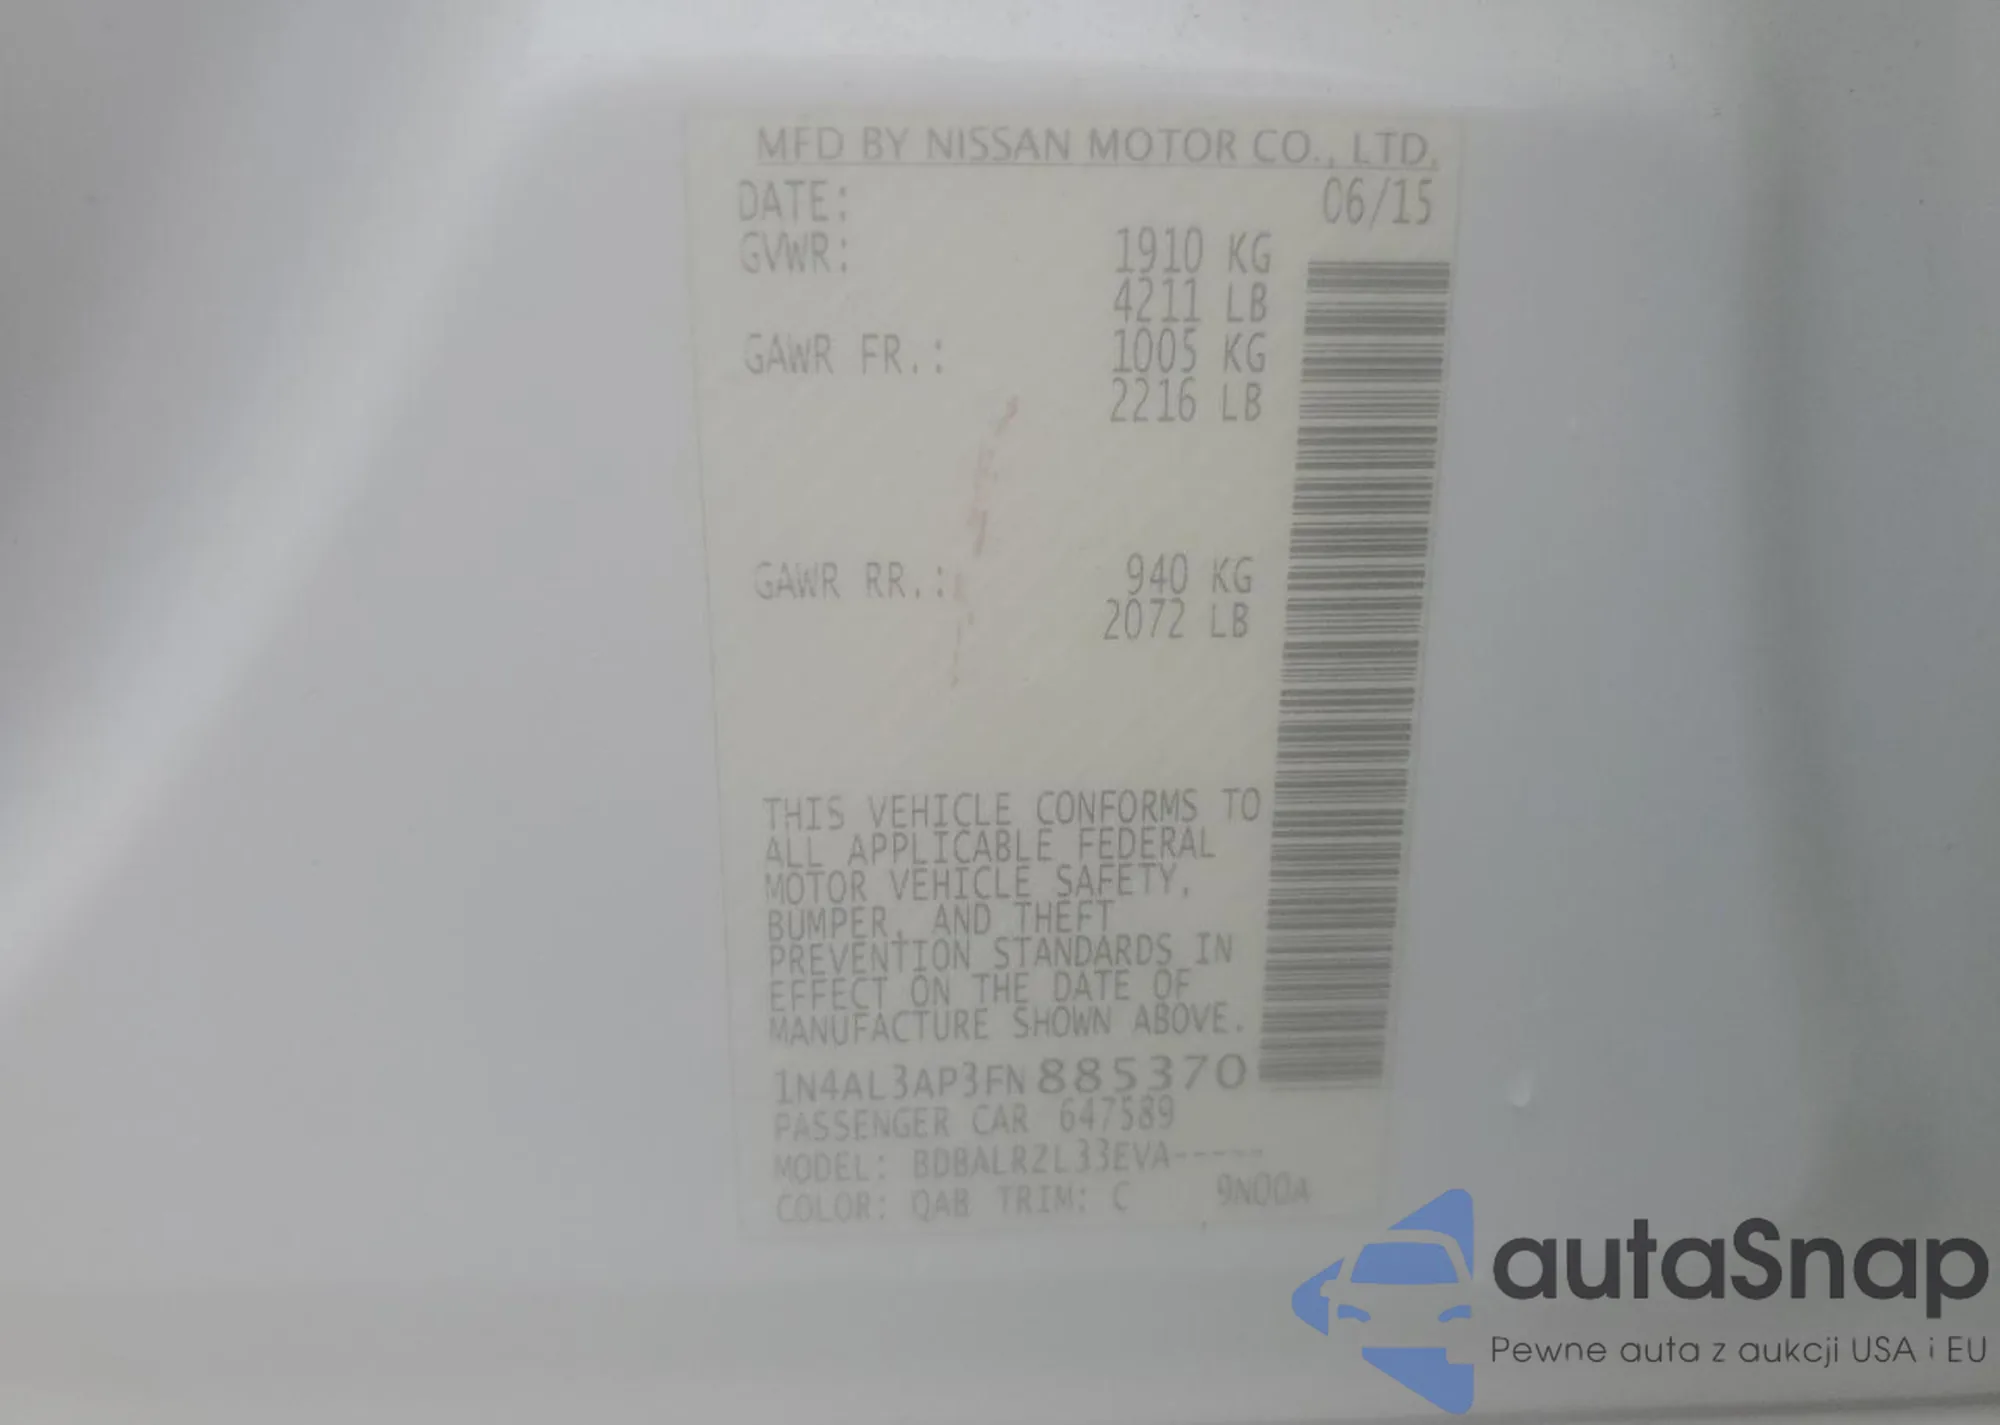 MFD BY NISSAN MOTOR CO., LTD.
DATE: 06/15
GVWR: 1910 KG
4211 LB
GAWR FR.: 1005 KG
2216 LB
GAWR RR.: 940 KG
2072 LB
THIS VEHICLE CONFORMS TO
ALL APPLICABLE FEDERAL
MOTOR VEHICLE SAFETY,
BUMPER, AND THEFT
PREVENTION STANDARDS IN
EFFECT ON THE DATE OF
MANUFACTURE SHOWN ABOVE.
1N4AL3AP3FN885370
PASSENGER CAR 647589
MODEL: BDBALRZL33EVA-----
COLOR: QAB TRIM: C 9N00A
autaSnap
Pewne auta z aukcji USA i EU